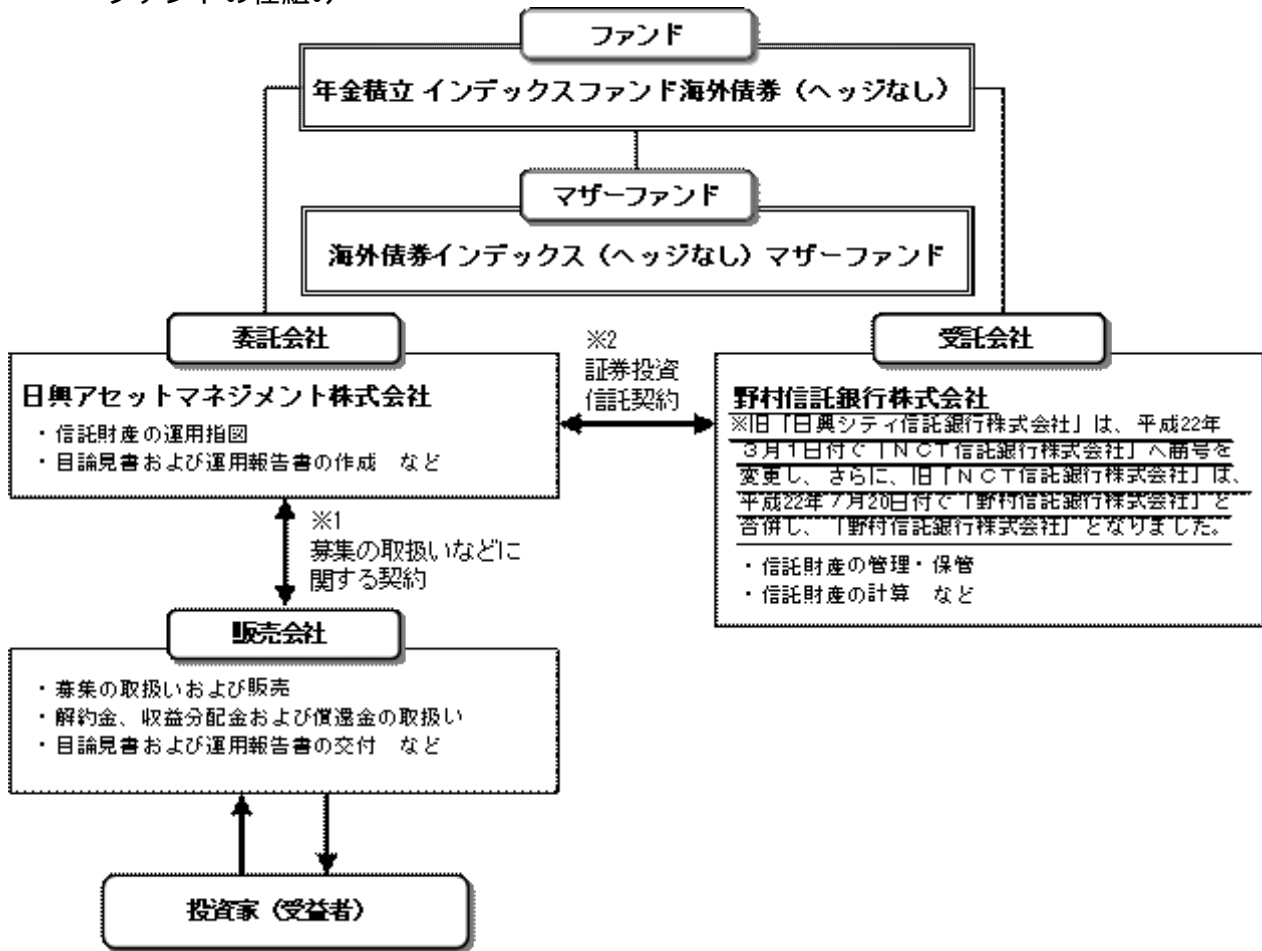 ファンドの仕組み
ファンド
年金積立 インデックスファンド海外債券(ヘッジなし)
マザーファンド
海外債券インデックス(ヘッジなし)マザーファンド
委託会社
日興アセットマネジメント株式会社
・信託財産の運用指図
・目論見書および運用報告書の作成 など
※2
証券投資
信託契約
受託会社
野村信託銀行株式会社
※旧「日興シティ信託銀行株式会社」は、平成22年
3月1日付で「NCT信託銀行株式会社」へ商号を
変更し、さらに、旧「NCT信託銀行株式会社」は、
平成22年7月20日付で「野村信託銀行株式会社」と
合併し、「野村信託銀行株式会社」となりました。
・信託財産の管理・保管
・信託財産の計算 など
※1
募集の取扱いなどに
関する契約
販売会社
・募集の取扱いおよび販売
・解約金、収益分配金および償還金の取扱い
・目論見書および運用報告書の交付 など
投資家(受益者)